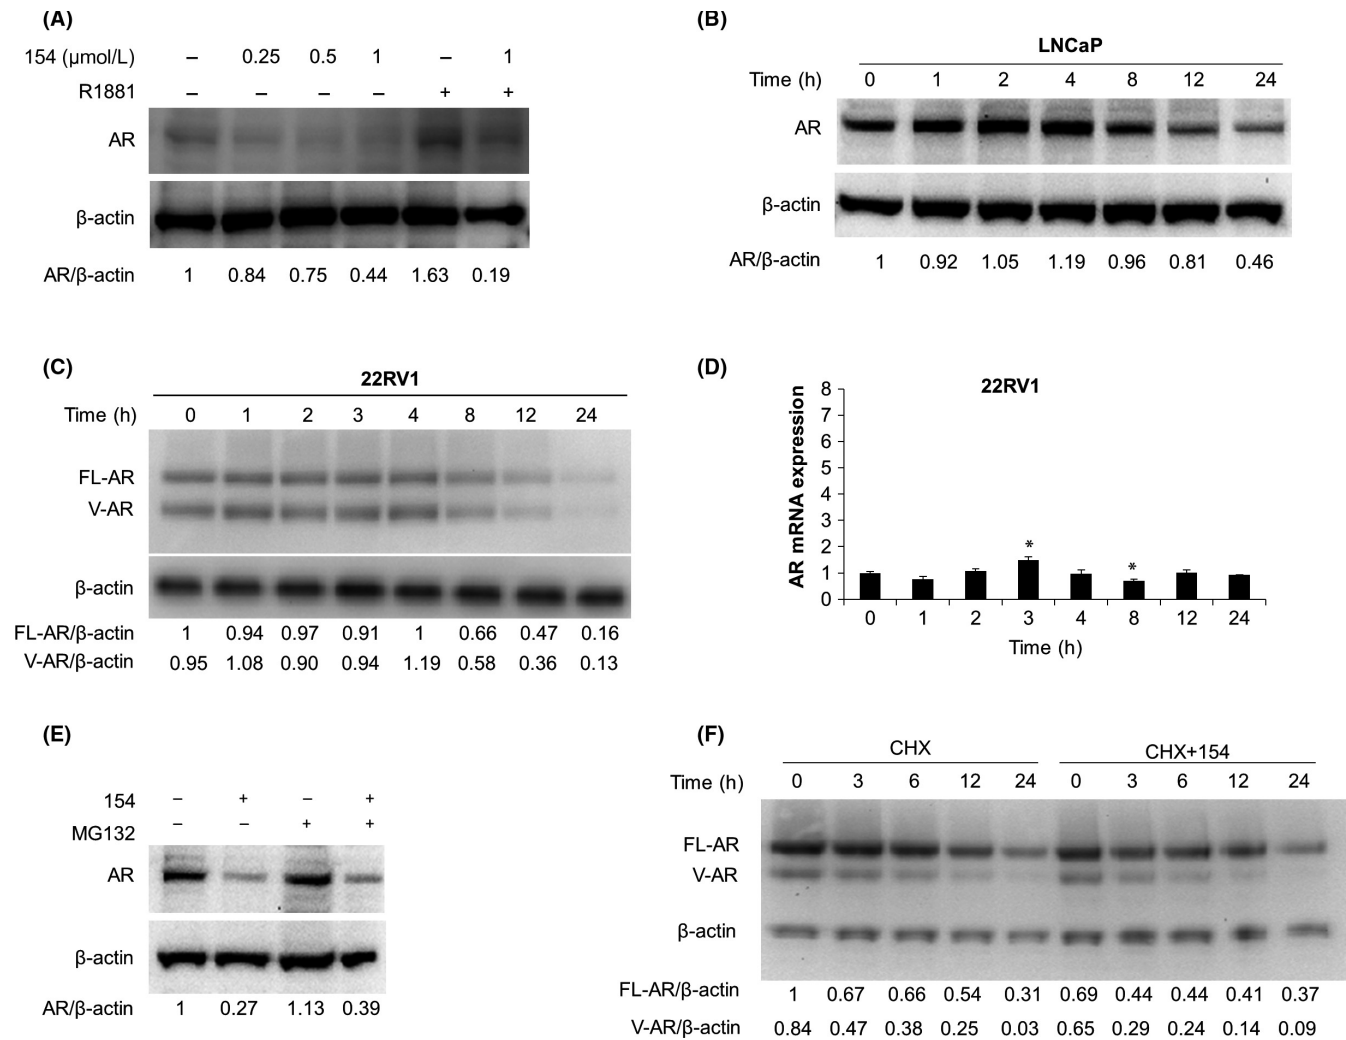 (A)
154 (μmol/L) – 0.25 0.5 1 – 1
R1881 – – – – + +
AR
β-actin
AR/β-actin 1 0.84 0.75 0.44 1.63 0.19
(B)
LNCaP
Time (h) 0 1 2 4 8 12 24
AR
β-actin
AR/β-actin 1 0.92 1.05 1.19 0.96 0.81 0.46
(C)
22RV1
Time (h) 0 1 2 3 4 8 12 24
FL-AR
V-AR
β-actin
FL-AR/β-actin 1 0.94 0.97 0.91 1 0.66 0.47 0.16
V-AR/β-actin 0.95 1.08 0.90 0.94 1.19 0.58 0.36 0.13
(D)
22RV1
AR mRNA expression
8
7
6
5
4
3
2
1
0
* *
0 1 2 3 4 8 12 24
Time (h)
(E)
154 – + – +
MG132 – – + +
AR
β-actin
AR/β-actin 1 0.27 1.13 0.39
(F)
CHX CHX+154
Time (h) 0 3 6 12 24 0 3 6 12 24
FL-AR
V-AR
β-actin
FL-AR/β-actin 1 0.67 0.66 0.54 0.31 0.69 0.44 0.44 0.41 0.37
V-AR/β-actin 0.84 0.47 0.38 0.25 0.03 0.65 0.29 0.24 0.14 0.09